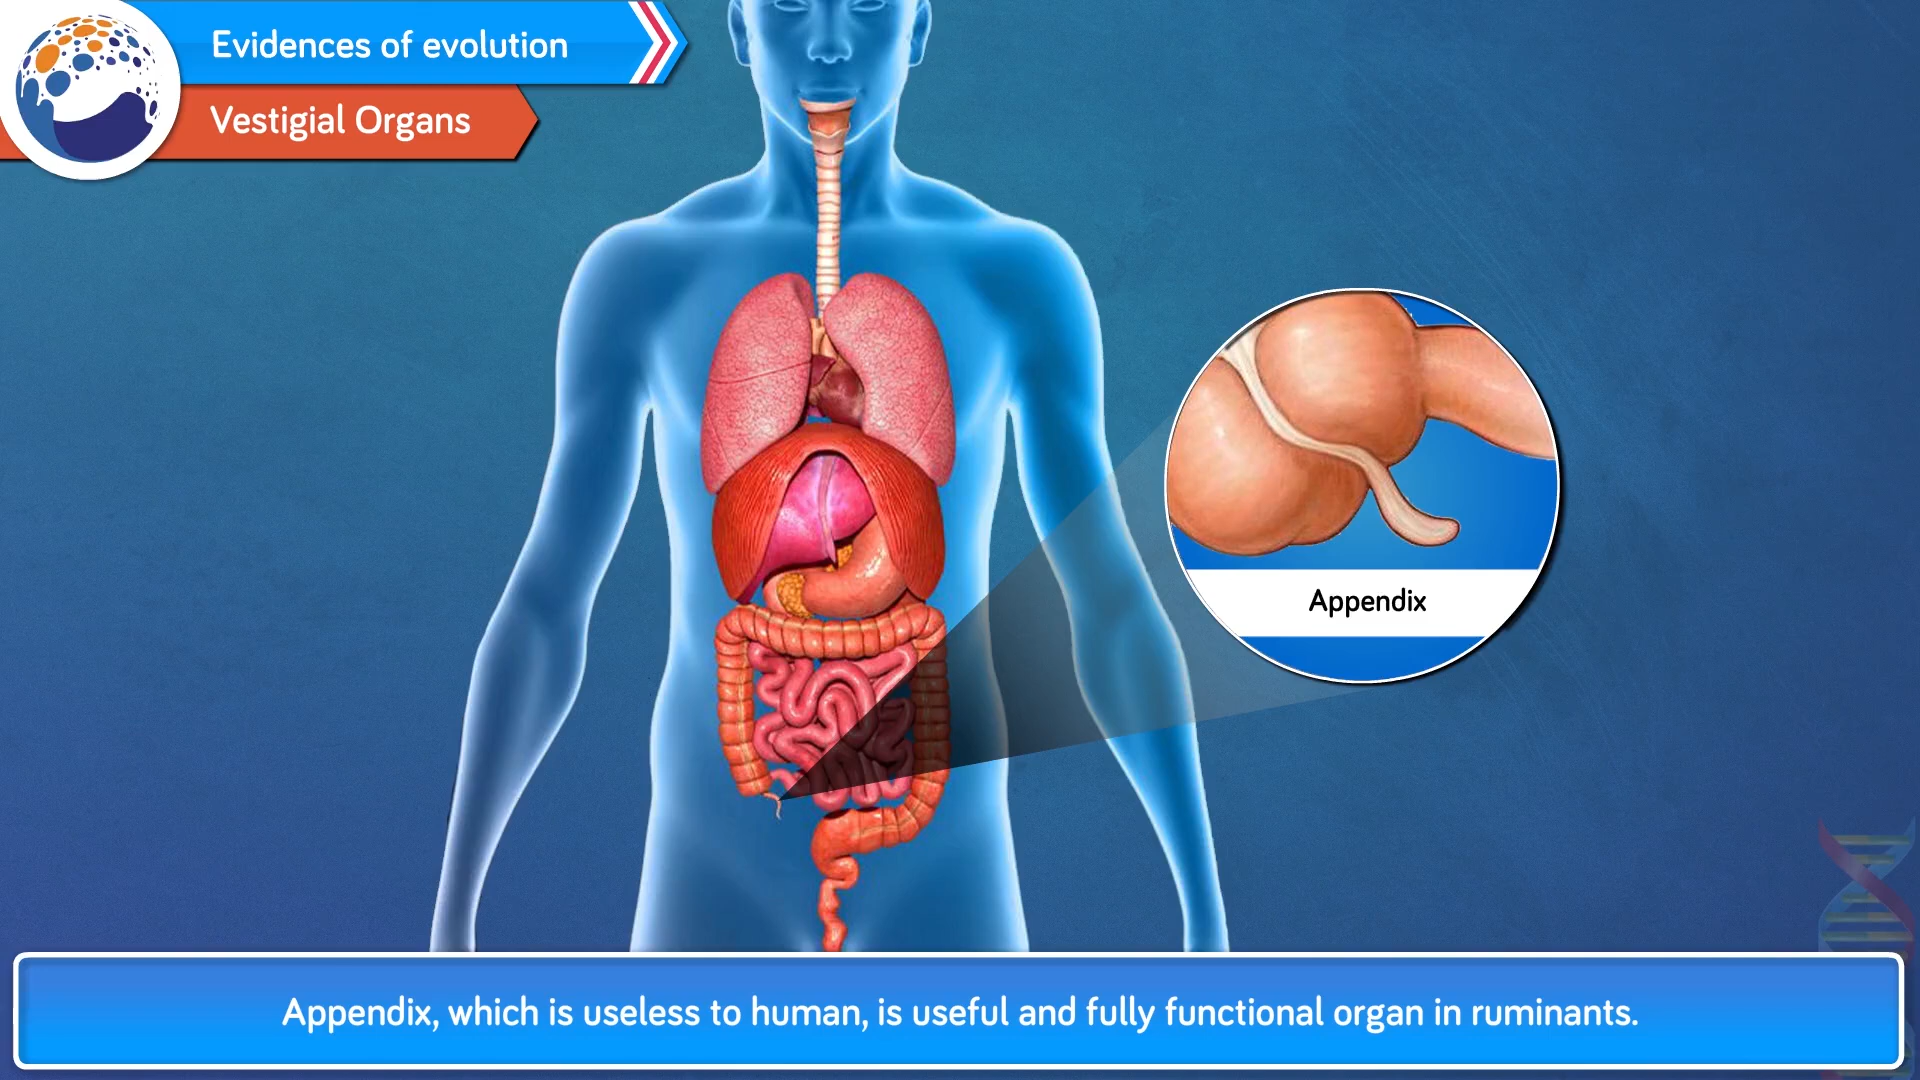 Evidences of evolution
Vestigial Organs
Appendix
Appendix, which is useless to human, is useful and fully functional organ in ruminants.